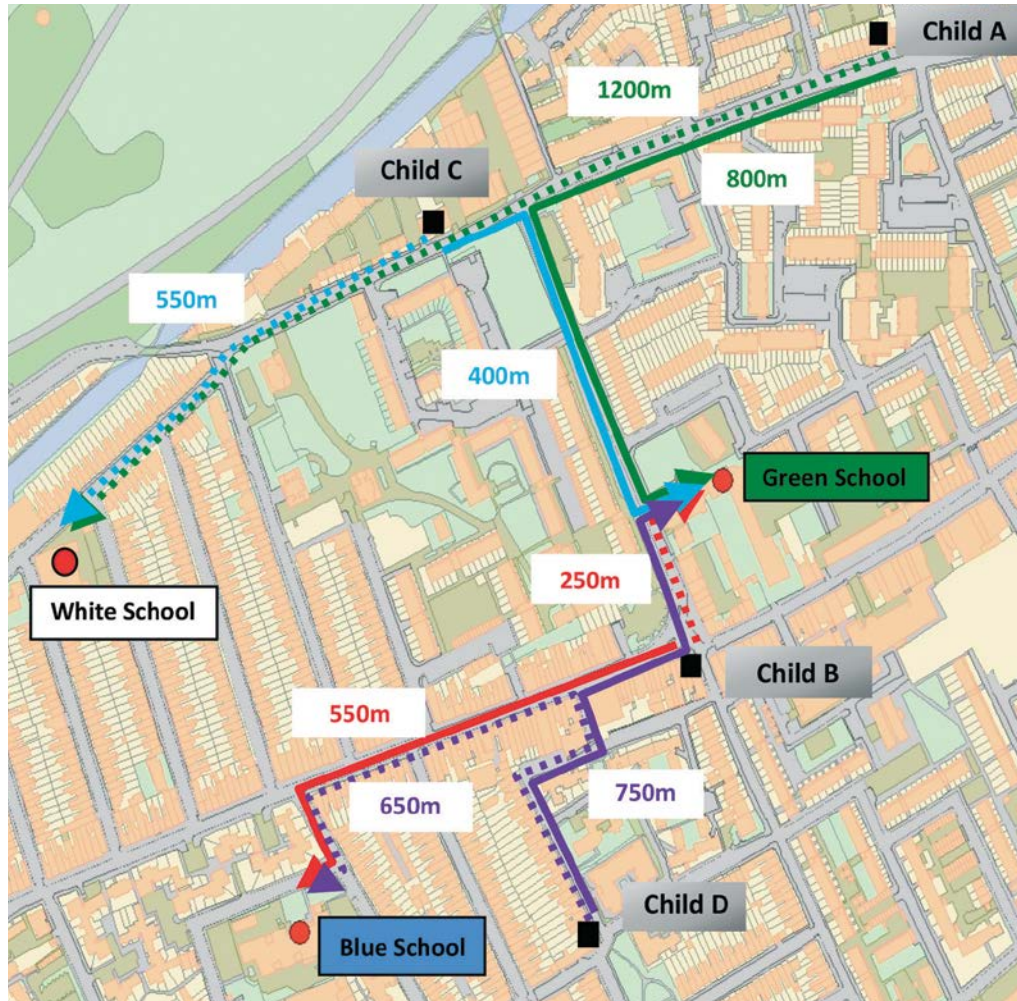 Child A
1200m
Child C
800m
550m
400m
Green School
250m
White School
Child B
550m
650m
750m
Child D
Blue School